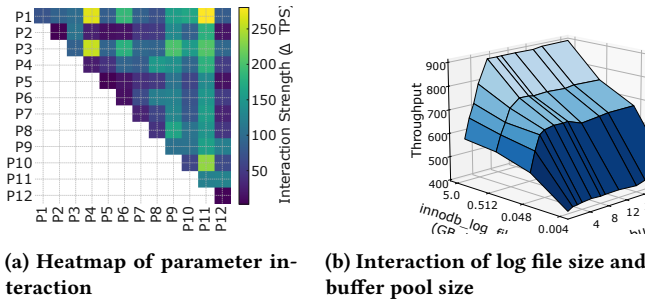 P1
P2
P3
P4
P5
P6
P7
P8
P9
P10
P11
P12
P1 P2 P3 P4 P5 P6 P7 P8 P9 P10 P11 P12
250
200
150
100
50
Interaction Strength (Δ TPS)
(a) Heatmap of parameter in-
teraction
Throughput
900
800
700
600
500
400
5.0
0.512
0.048
0.004
4
8
12
(b) Interaction of log file size and
buffer pool size